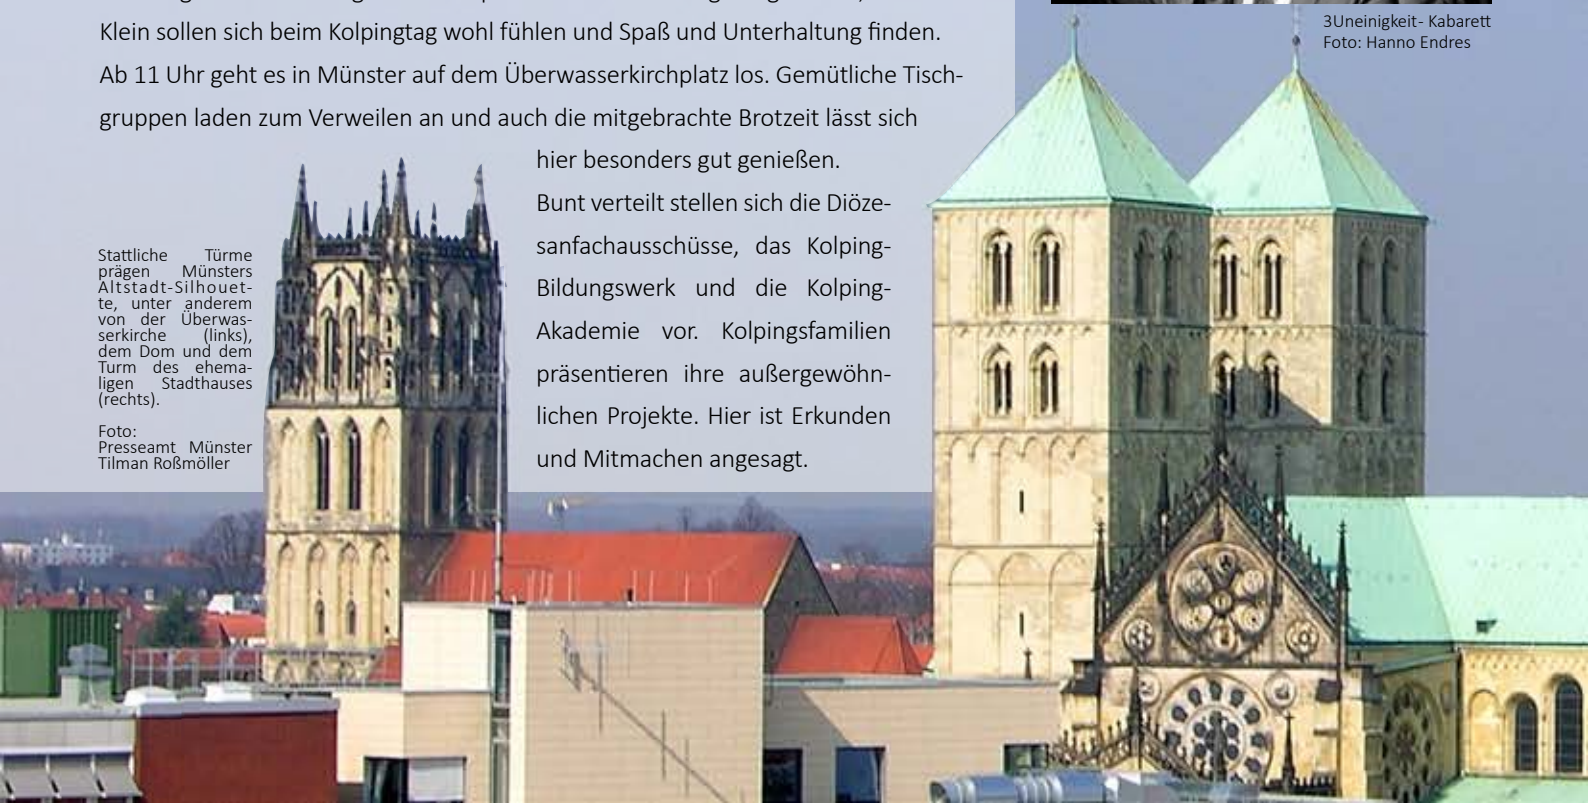 Klein sollen sich beim Kolpingtag wohl fühlen und Spaß und Unterhaltung finden.
Ab 11 Uhr geht es in Münster auf dem Überwasserkirchplatz los. Gemütliche Tisch-
gruppen laden zum Verweilen an und auch die mitgebrachte Brotzeit lässt sich
hier besonders gut genießen.
Bunt verteilt stellen sich die Diöze-
sanfachausschüsse, das Kolping-
Bildungswerk und die Kolping-
Akademie vor. Kolpingsfamilien
präsentieren ihre außergewöhn-
lichen Projekte. Hier ist Erkunden
und Mitmachen angesagt.
Stattliche Türme
prägen Münsters
Altstadt-Silhouet-
te, unter anderem
von der Überwas-
serkirche (links),
dem Dom und dem
Turm des ehema-
ligen Stadthauses
(rechts).
Foto:
Presseamt Münster
Tilman Roßmöller
3Uneinigkeit- Kabarett
Foto: Hanno Endres